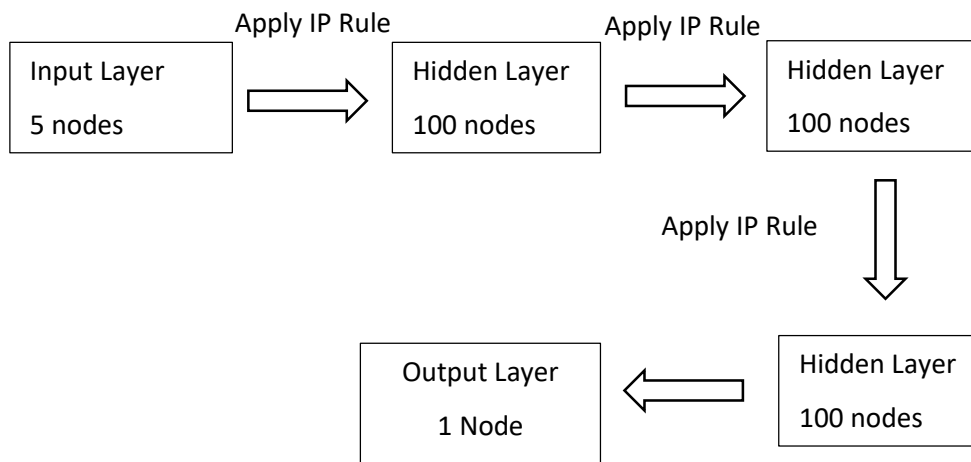 Apply IP Rule
Apply IP Rule
Input Layer
5 nodes
Hidden Layer
100 nodes
Hidden Layer
100 nodes
Apply IP Rule
Hidden Layer
100 nodes
Output Layer
1 Node